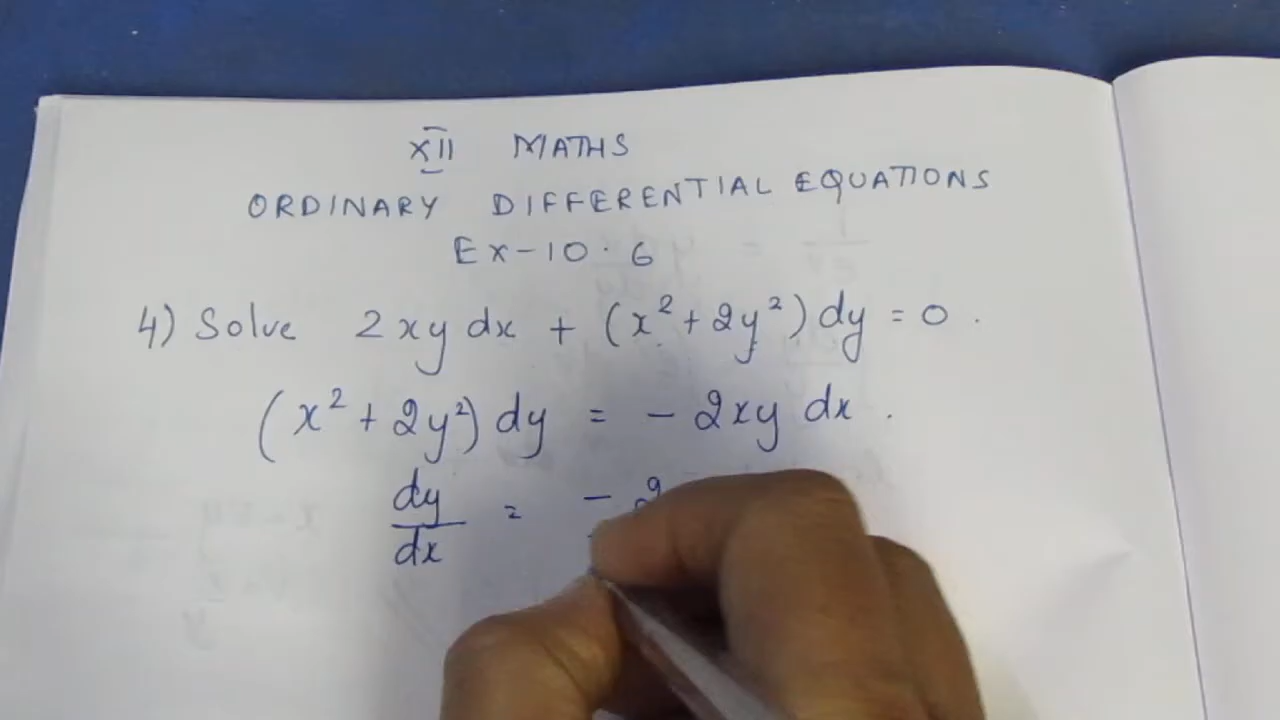 XII MATHS
ORDINARY DIFFERENTIAL EQUATIONS
Ex-10.6
4) Solve 2xy dx + (x² + 2y²) dy = 0.
(x² + 2y²) dy = - 2xy dx.
dy/dx = - 2